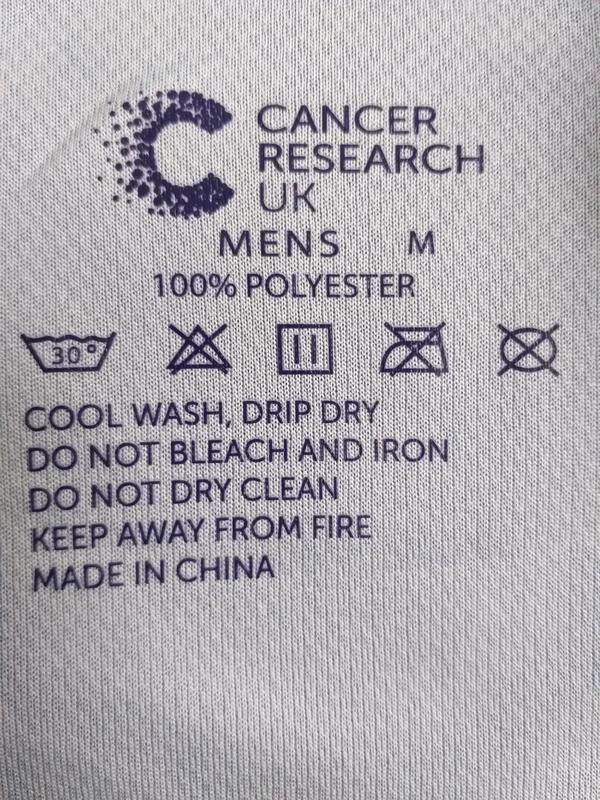 CANCER
RESEARCH
UK
MENS M
100% POLYESTER
30°
COOL WASH, DRIP DRY
DO NOT BLEACH AND IRON
DO NOT DRY CLEAN
KEEP AWAY FROM FIRE
MADE IN CHINA